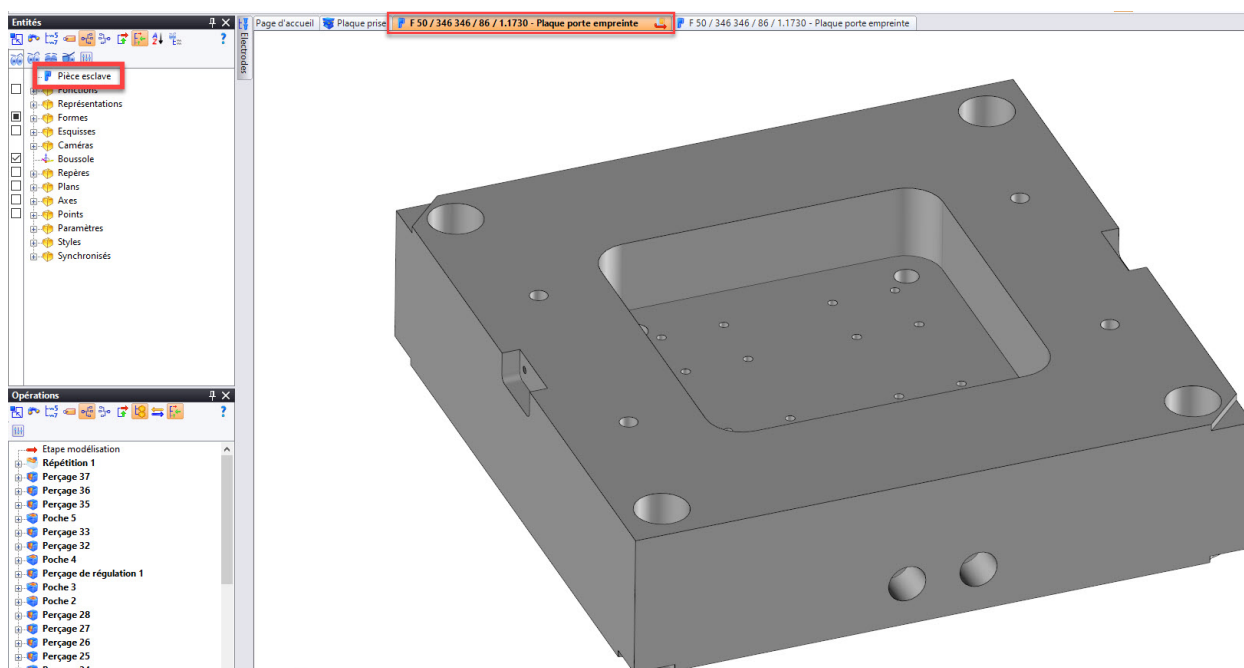 Entités
Page d'accueil
Plaque prise
F 50 / 346 346 / 86 / 1.1730 - Plaque porte empreinte
F 50 / 346 346 / 86 / 1.1730 - Plaque porte empreinte
Electrodes
Pièce esclave
Fonctions
Représentations
Formes
Esquisses
Caméras
Boussole
Repères
Plans
Axes
Points
Paramètres
Styles
Synchronisés
Opérations
Etape modélisation
Répétition 1
Perçage 37
Perçage 36
Perçage 35
Poche 5
Perçage 33
Perçage 32
Poche 4
Perçage de régulation 1
Poche 3
Poche 2
Perçage 28
Perçage 27
Perçage 26
Perçage 25